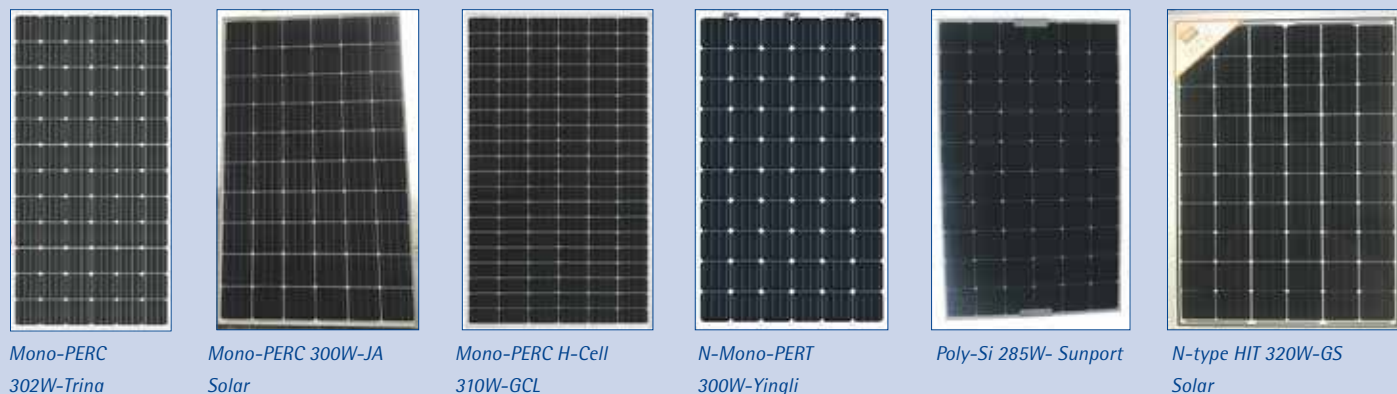 Mono-PERC
302W-Trina
Mono-PERC 300W-JA
Solar
Mono-PERC H-Cell
310W-GCL
N-Mono-PERT
300W-Yingli
Poly-Si 285W- Sunport
N-type HIT 320W-GS
Solar